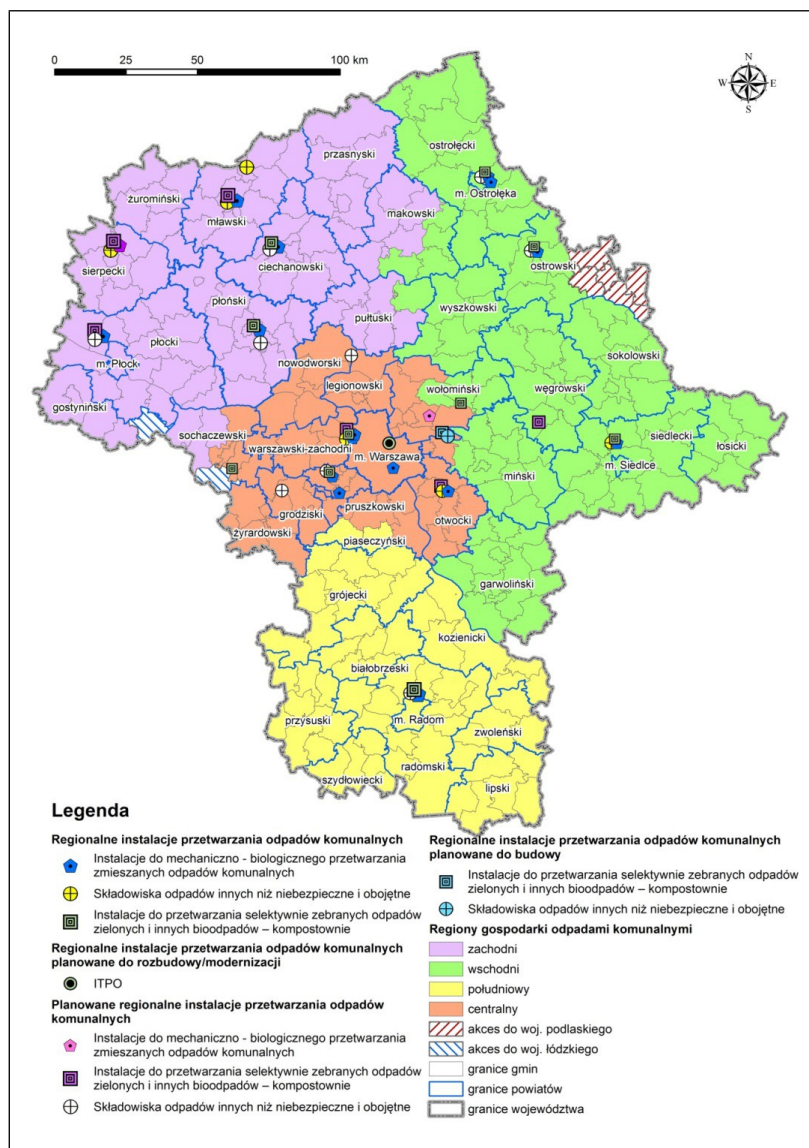 0 25 50 100 km
N
W E
S
ostrołęcki
przasnyski
m. Ostrołęka
żuromiński
makowski
mławski
sierpecki
ciechanowski
ostrowski
płoński
pułtuski
wyszkowski
płocki
sokołowski
m. Płock
nowodworski
legionowski
wołomiński
węgrowski
gostyniński
sochaczewski
warszawski-zachodni
m. Warszawa
siedlecki
łosicki
m. Siedlce
miński
grodziski
pruszkowski
otwocki
żyrardowski
piaseczyński
garwoliński
grójecki
kozienicki
białobrzeski
przysuski
m. Radom
zwoleński
radomski
szydłowiecki
lipski
Legenda
Regionalne instalacje przetwarzania odpadów komunalnych
Instalacje do mechaniczno - biologicznego przetwarzania
zmieszanych odpadów komunalnych
Składowiska odpadów innych niż niebezpieczne i obojętne
Instalacje do przetwarzania selektywnie zebranych odpadów
zielonych i innych bioodpadów – kompostownie
Regionalne instalacje przetwarzania odpadów komunalnych
planowane do rozbudowy/modernizacji
ITPO
Planowane regionalne instalacje przetwarzania odpadów
komunalnych
Instalacje do mechaniczno - biologicznego przetwarzania
zmieszanych odpadów komunalnych
Instalacje do przetwarzania selektywnie zebranych odpadów
zielonych i innych bioodpadów – kompostownie
Składowiska odpadów innych niż niebezpieczne i obojętne
Regionalne instalacje przetwarzania odpadów komunalnych
planowane do budowy
Instalacje do przetwarzania selektywnie zebranych odpadów
zielonych i innych bioodpadów – kompostownie
Składowiska odpadów innych niż niebezpieczne i obojętne
Regiony gospodarki odpadami komunalnymi
zachodni
wschodni
południowy
centralny
akces do woj. podlaskiego
akces do woj. łódzkiego
granice gmin
granice powiatów
granice województwa